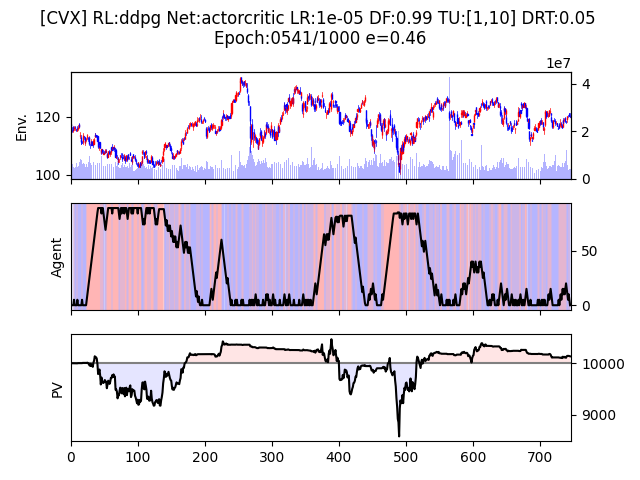 [CVX] RL:ddpg Net:actorcritic LR:1e-05 DF:0.99 TU:[1,10] DRT:0.05
Epoch:0541/1000 e=0.46
1e7
Env.
120
100
4
2
0
Agent
50
0
PV
10000
9000
0 100 200 300 400 500 600 700